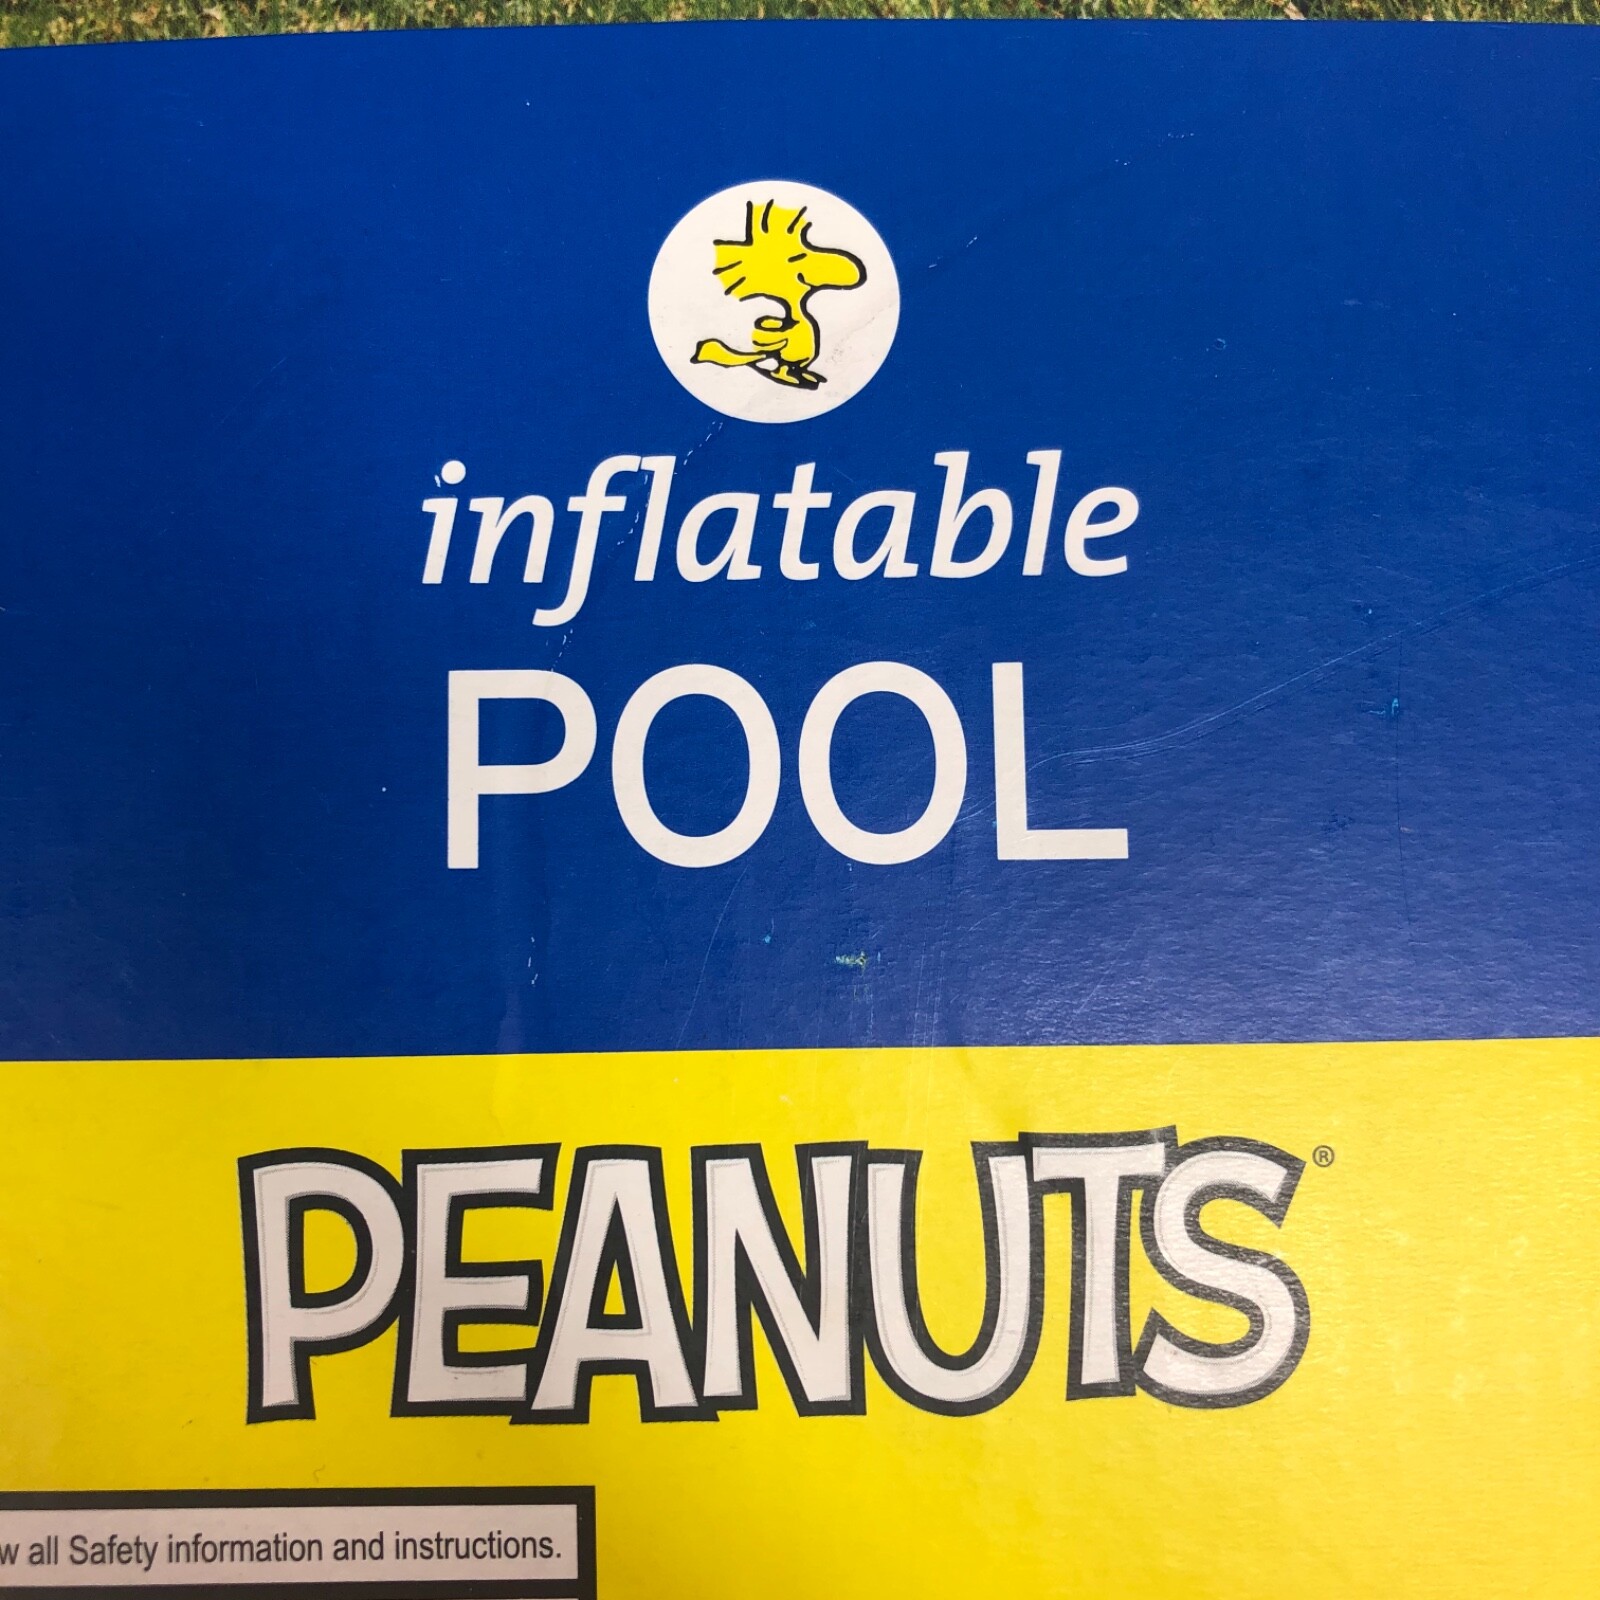 inflatable
POOL
PEANUTS®
all Safety information and instructions.